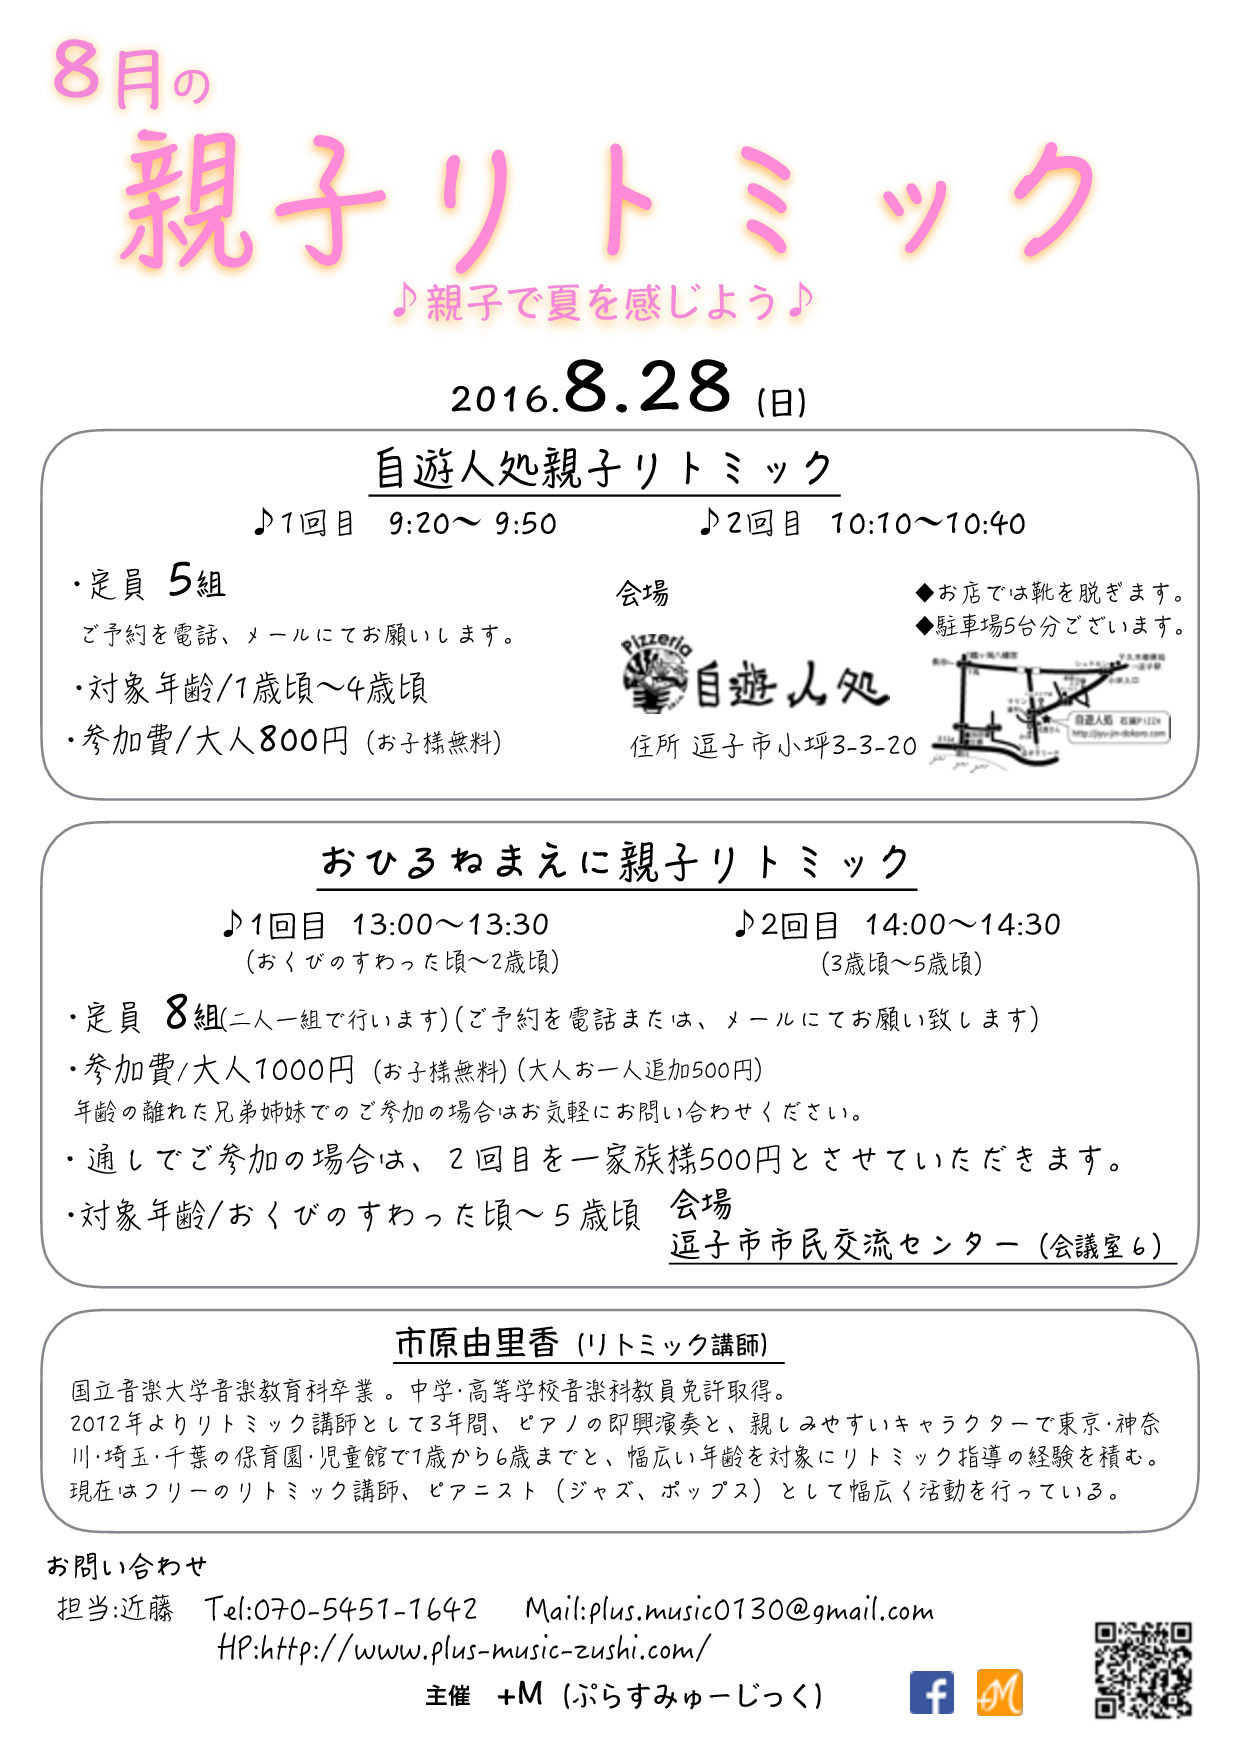 8月の
親子リトミック
♪親子で夏を感じよう♪
2016.8.28 (日)
自遊人処親子リトミック
♪1回目 9:20〜 9:50 ♪2回目 10:10〜10:40
・定員 5組
ご予約を電話、メールにてお願いします。
・対象年齢/1歳頃〜4歳頃
・参加費/大人800円 (お子様無料)
会場
Pizzeria
自遊人処
住所 逗子市小坪3-3-20
◆お店では靴を脱ぎます。
◆駐車場5台分ございます。
自遊人処 石窯PIZZA
http://jiyu-jin-dokoro.com
おひるねまえに親子リトミック
♪1回目 13:00〜13:30 ♪2回目 14:00〜14:30
(おくびのすわった頃〜2歳頃) (3歳頃〜5歳頃)
・定員 8組(二人一組で行います)(ご予約を電話または、メールにてお願い致します)
・参加費/大人1000円 (お子様無料)(大人お一人追加500円)
年齢の離れた兄弟姉妹でのご参加の場合はお気軽にお問い合わせください。
・通しでご参加の場合は、２回目を一家族様500円とさせていただきます。
・対象年齢/おくびのすわった頃〜５歳頃
会場
逗子市市民交流センター（会議室６）
市原由里香（リトミック講師）
国立音楽大学音楽教育科卒業 。中学・高等学校音楽科教員免許取得。
2012年よりリトミック講師として3年間、ピアノの即興演奏と、親しみやすいキャラクターで東京・神奈
川・埼玉・千葉の保育園・児童館で1歳から6歳までと、幅広い年齢を対象にリトミック指導の経験を積む。
現在はフリーのリトミック講師、ピアニスト（ジャズ、ポップス）として幅広く活動を行っている。
お問い合わせ
担当:近藤 Tel:070-5451-1642 Mail:plus.music0130@gmail.com
HP:http://www.plus-music-zushi.com/
主催 +M (ぷらすみゅーじっく)
f
+M